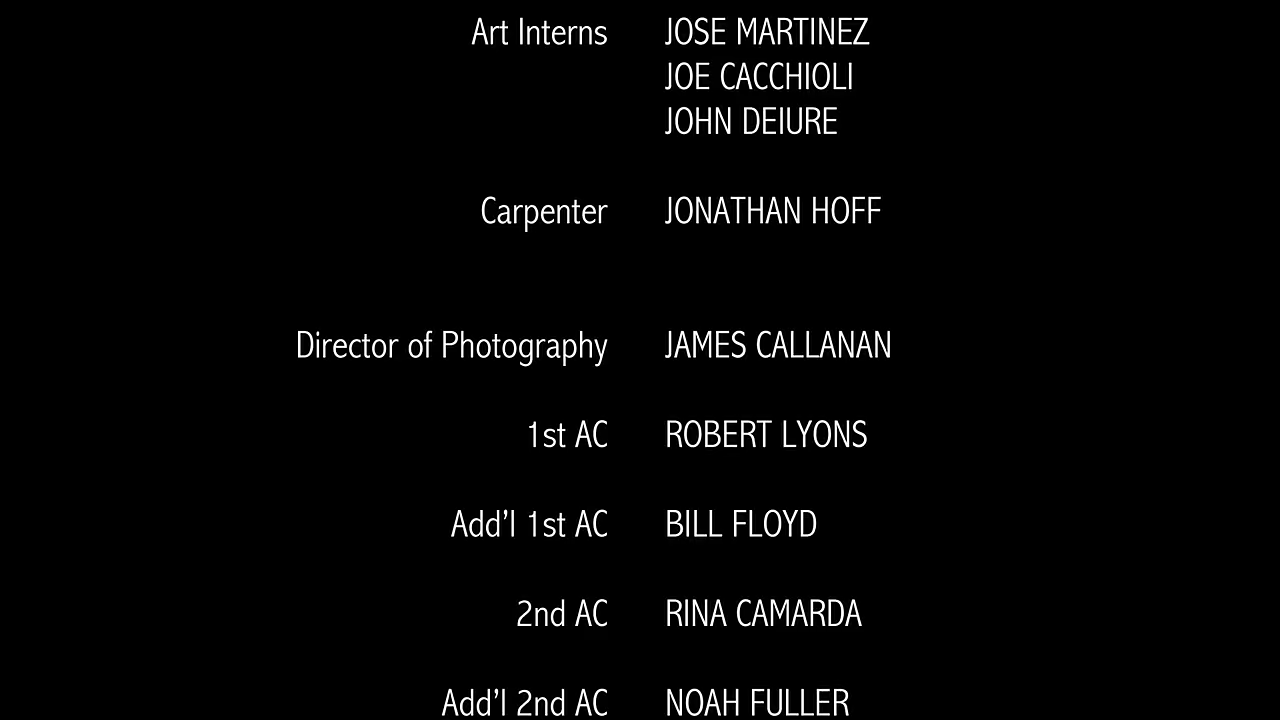 Art Interns JOSE MARTINEZ
JOE CACCHIOLI
JOHN DEIURE
Carpenter JONATHAN HOFF
Director of Photography JAMES CALLANAN
1st AC ROBERT LYONS
Add’l 1st AC BILL FLOYD
2nd AC RINA CAMARDA
Add’l 2nd AC NOAH FULLER